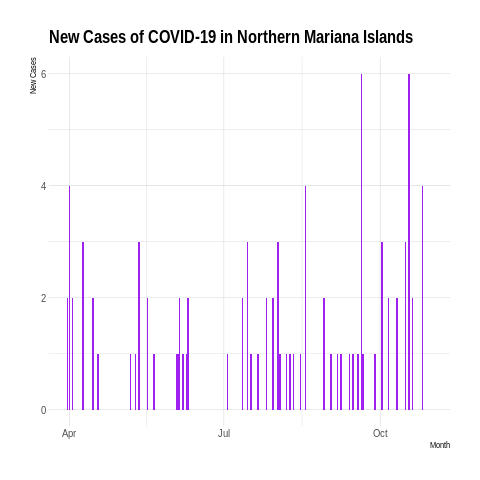 New Cases of COVID-19 in Northern Mariana Islands
New Cases
6
4
2
0
Apr
Jul
Oct
Month